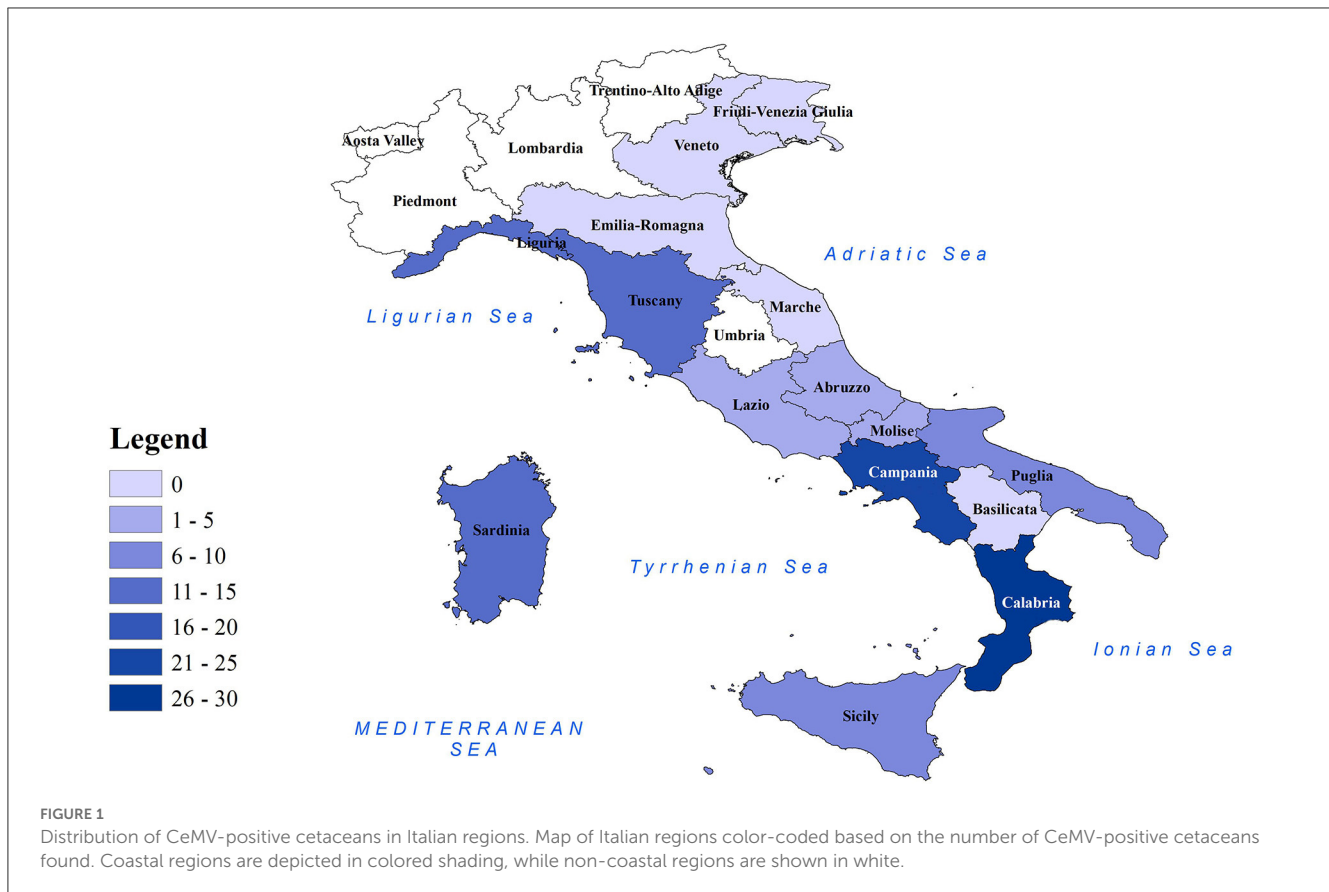 Trentino-Alto Adige
Friuli-Venezia Giulia
Aosta Valley
Lombardia
Veneto
Piedmont
Emilia-Romagna
Liguria
Adriatic Sea
Tuscany
Marche
Ligurian Sea
Umbria
Abruzzo
Lazio
Molise
Legend
0
1 - 5
6 - 10
11 - 15
16 - 20
21 - 25
26 - 30
Campania
Puglia
Basilicata
Sardinia
Tyrrhenian Sea
Calabria
Ionian Sea
Sicily
MEDITERRANEAN
SEA
FIGURE 1
Distribution of CeMV-positive cetaceans in Italian regions. Map of Italian regions color-coded based on the number of CeMV-positive cetaceans
found. Coastal regions are depicted in colored shading, while non-coastal regions are shown in white.